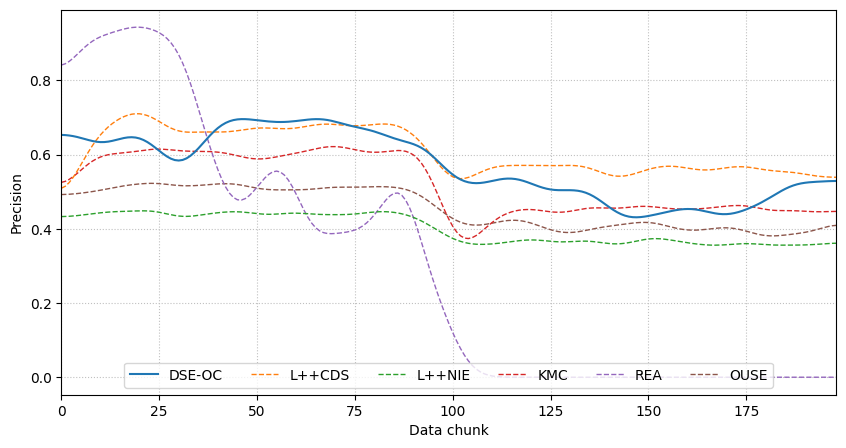 Precision
0.8
0.6
0.4
0.2
0.0
DSE-OC L++CDS L++NIE KMC REA OUSE
0 25 50 75 100 125 150 175
Data chunk